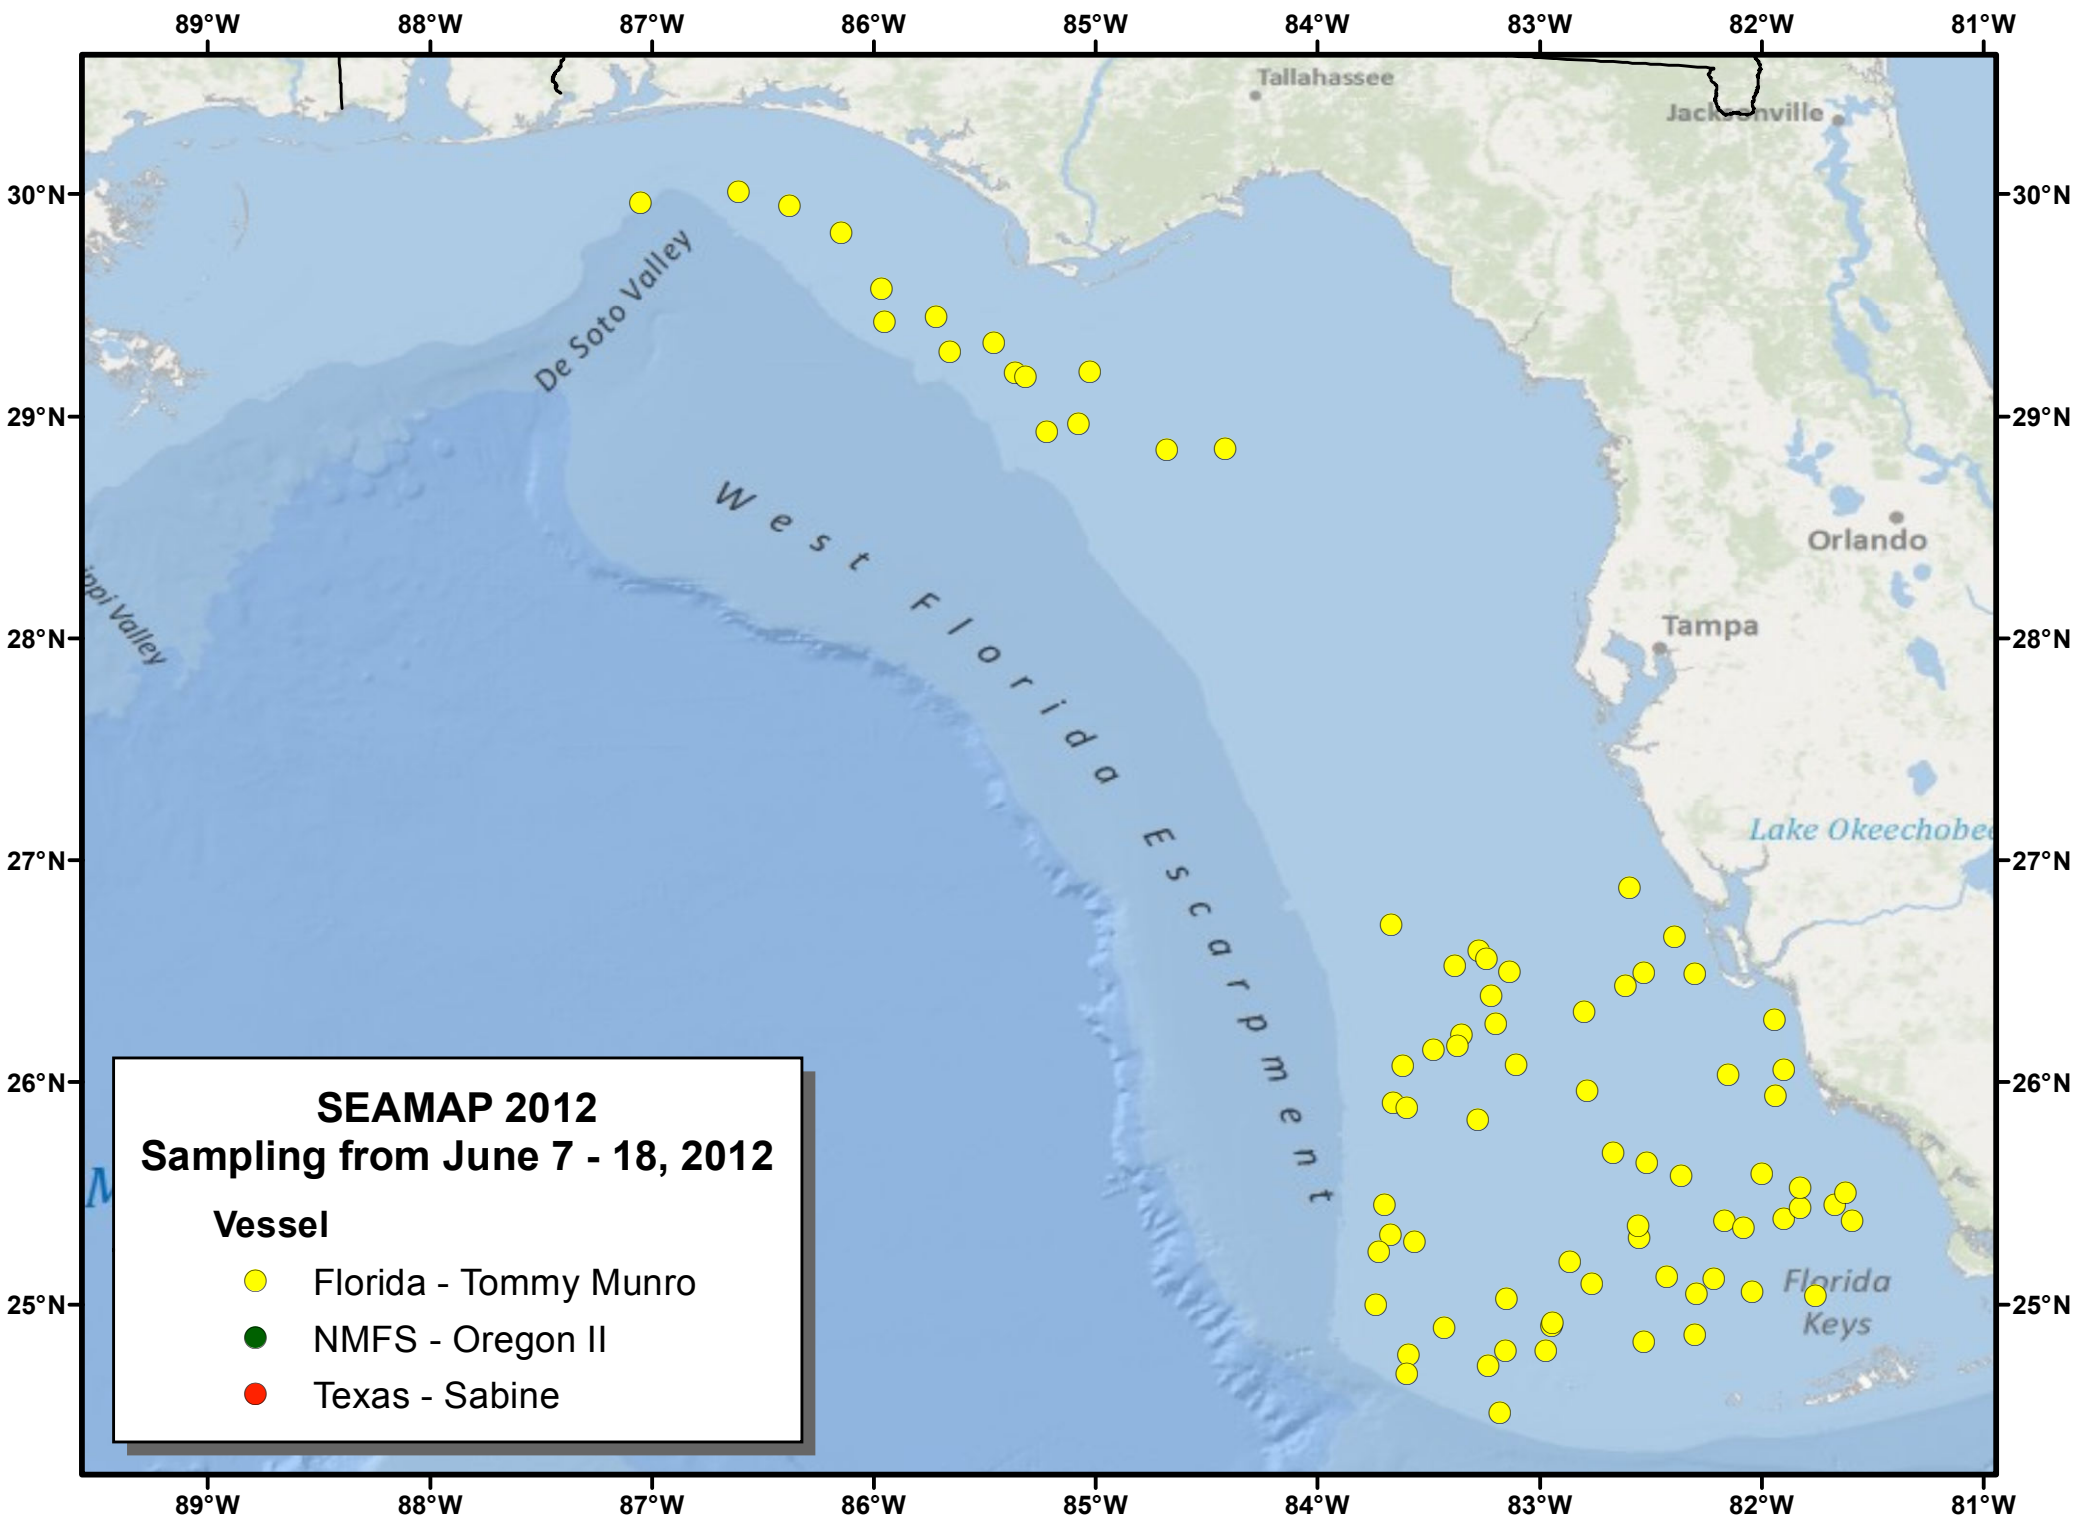 89°W 88°W 87°W 86°W 85°W 84°W 83°W 82°W 81°W
Tallahassee
Jacksonville
30°N 30°N
De Soto Valley
29°N 29°N
West Florida Escarpment
Orlando
ippi Valley
28°N 28°N
Tampa
Lake Okeechobee
27°N 27°N
26°N 26°N
M
SEAMAP 2012
Sampling from June 7 - 18, 2012
Vessel
Florida - Tommy Munro
NMFS - Oregon II
Texas - Sabine
25°N 25°N
Florida
Keys
89°W 88°W 87°W 86°W 85°W 84°W 83°W 82°W 81°W